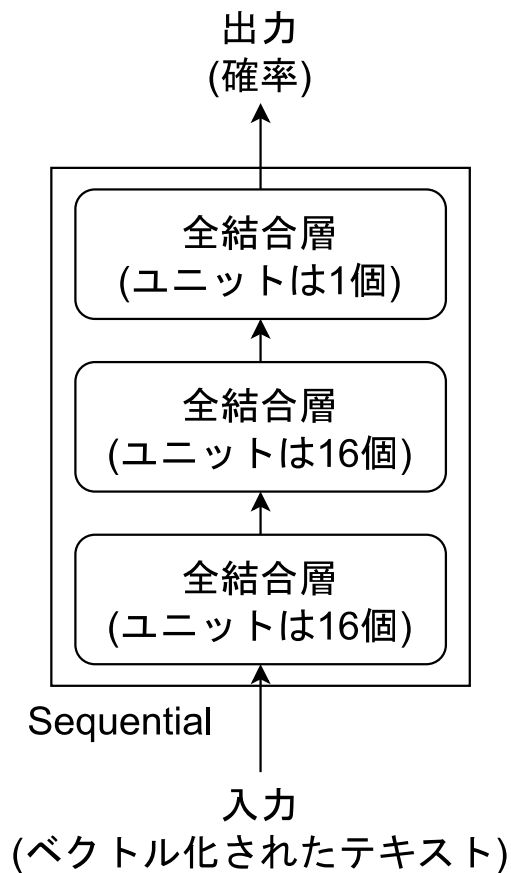 出力
(確率)
全結合層
(ユニットは1個)
全結合層
(ユニットは16個)
全結合層
(ユニットは16個)
Sequential
入力
(ベクトル化されたテキスト)